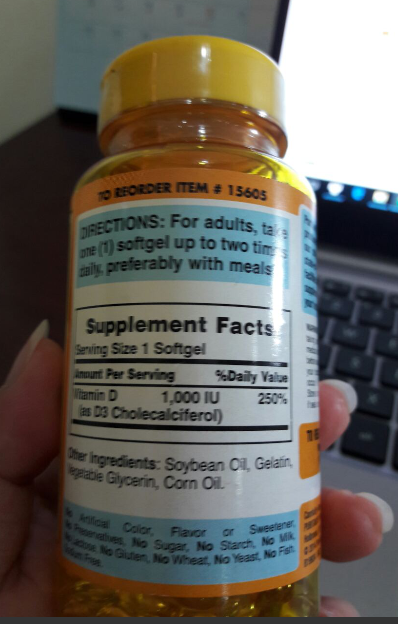 TO REORDER ITEM # 15605
DIRECTIONS: For adults, take
one (1) softgel up to two times
daily, preferably with meals.
Supplement Facts
Serving Size 1 Softgel
Amount Per Serving %Daily Value
Vitamin D 1,000 IU 250%
(as D3 Cholecalciferol)
Other Ingredients: Soybean Oil, Gelatin,
Vegetable Glycerin, Corn Oil.
No Artificial Color, Flavor or Sweetener,
No Preservatives, No Sugar, No Starch, No Milk,
No Lactose, No Gluten, No Wheat, No Yeast, No Fish.
Sodium Free.